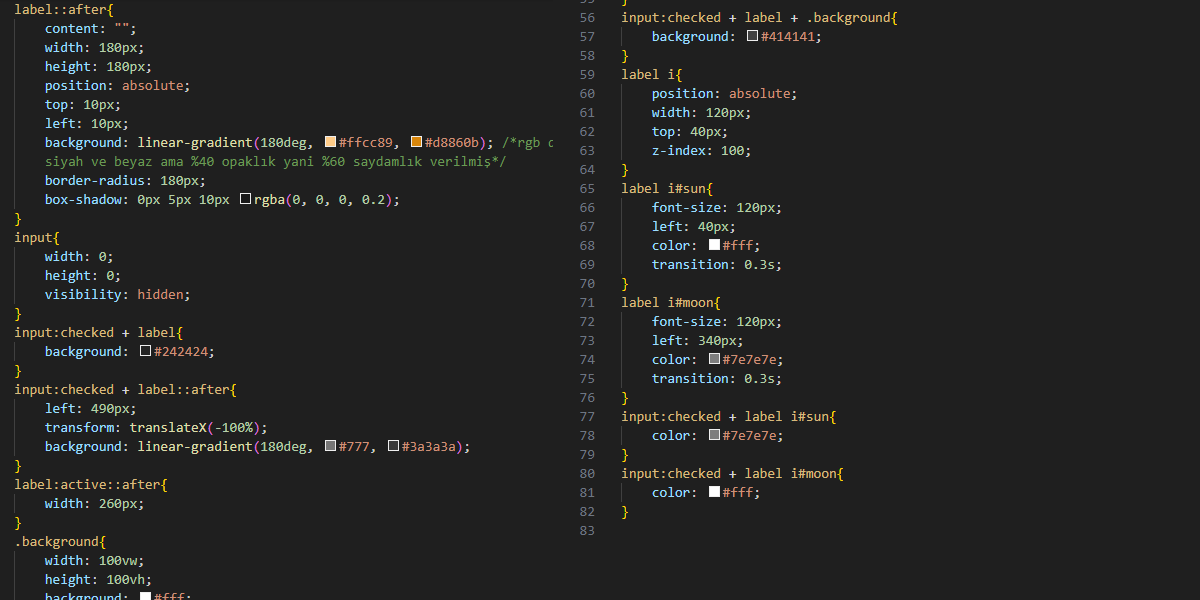 label::after{
content: "";
width: 180px;
height: 180px;
position: absolute;
top: 10px;
left: 10px;
background: linear-gradient(180deg, #ffcc89, #d8860b); /*rgb
siyah ve beyaz ama %40 opaklık yani %60 saydamlık verilmiş*/
border-radius: 180px;
box-shadow: 0px 5px 10px rgba(0, 0, 0, 0.2);
}
input{
width: 0;
height: 0;
visibility: hidden;
}
input:checked + label{
background: #242424;
}
input:checked + label::after{
left: 490px;
transform: translateX(-100%);
background: linear-gradient(180deg, #777, #3a3a3a);
}
label:active::after{
width: 260px;
}
.background{
width: 100vw;
height: 100vh;
background: #fff;
55 }
56 input:checked + label + .background{
57 background: #414141;
58 }
59 label i{
60 position: absolute;
61 width: 120px;
62 top: 40px;
63 z-index: 100;
64 }
65 label i#sun{
66 font-size: 120px;
67 left: 40px;
68 color: #fff;
69 transition: 0.3s;
70 }
71 label i#moon{
72 font-size: 120px;
73 left: 340px;
74 color: #7e7e7e;
75 transition: 0.3s;
76 }
77 input:checked + label i#sun{
78 color: #7e7e7e;
79 }
80 input:checked + label i#moon{
81 color: #fff;
82 }
83